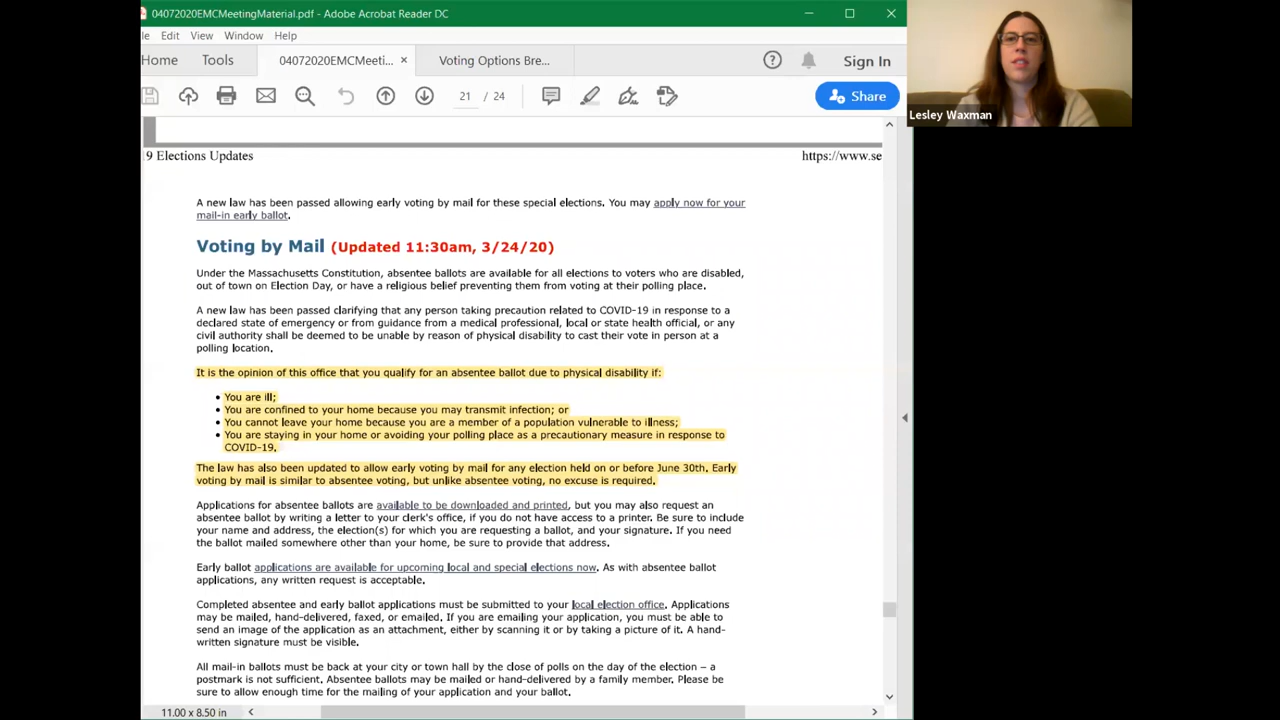 04072020EMCMeetingMaterial.pdf - Adobe Acrobat Reader DC
le Edit View Window Help
Home Tools 04072020EMCMeeti... × Voting Options Bre... Sign In
21 / 24 Share
Lesley Waxman
19 Elections Updates https://www.se
A new law has been passed allowing early voting by mail for these special elections. You may apply now for your
mail-in early ballot.
Voting by Mail (Updated 11:30am, 3/24/20)
Under the Massachusetts Constitution, absentee ballots are available for all elections to voters who are disabled,
out of town on Election Day, or have a religious belief preventing them from voting at their polling place.
A new law has been passed clarifying that any person taking precaution related to COVID-19 in response to a
declared state of emergency or from guidance from a medical professional, local or state health official, or any
civil authority shall be deemed to be unable by reason of physical disability to cast their vote in person at a
polling location.
It is the opinion of this office that you qualify for an absentee ballot due to physical disability if:
• You are ill;
• You are confined to your home because you may transmit infection; or
• You cannot leave your home because you are a member of a population vulnerable to illness;
• You are staying in your home or avoiding your polling place as a precautionary measure in response to
COVID-19.
The law has also been updated to allow early voting by mail for any election held on or before June 30th. Early
voting by mail is similar to absentee voting, but unlike absentee voting, no excuse is required.
Applications for absentee ballots are available to be downloaded and printed, but you may also request an
absentee ballot by writing a letter to your clerk's office, if you do not have access to a printer. Be sure to include
your name and address, the election(s) for which you are requesting a ballot, and your signature. If you need
the ballot mailed somewhere other than your home, be sure to provide that address.
Early ballot applications are available for upcoming local and special elections now. As with absentee ballot
applications, any written request is acceptable.
Completed absentee and early ballot applications must be submitted to your local election office. Applications
may be mailed, hand-delivered, faxed, or emailed. If you are emailing your application, you must be able to
send an image of the application as an attachment, either by scanning it or by taking a picture of it. A hand-
written signature must be visible.
All mail-in ballots must be back at your city or town hall by the close of polls on the day of the election – a
postmark is not sufficient. Absentee ballots may be mailed or hand-delivered by a family member. Please be
sure to allow enough time for the mailing of your application and your ballot.
11.00 x 8.50 in